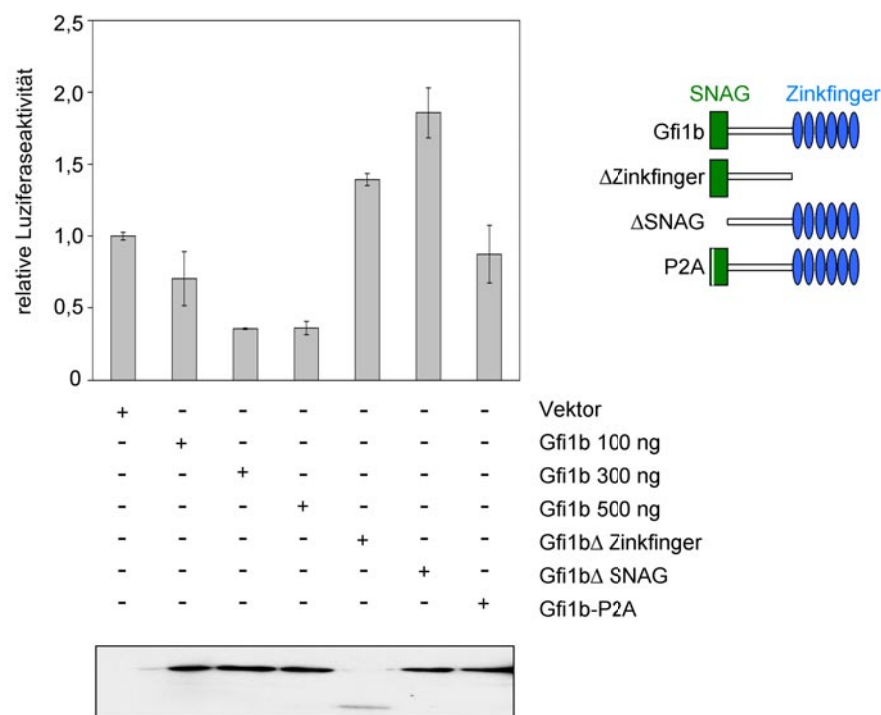 relative Luziferaseaktivität
2,5
2,0
1,5
1,0
0,5
0
SNAG Zinkfinger
Gfi1b
ΔZinkfinger
ΔSNAG
P2A
+ - - - - - - Vektor
- + - - - - - Gfi1b 100 ng
- - + - - - - Gfi1b 300 ng
- - - + - - - Gfi1b 500 ng
- - - - + - - Gfi1bΔ Zinkfinger
- - - - - + - Gfi1bΔ SNAG
- - - - - - + Gfi1b-P2A